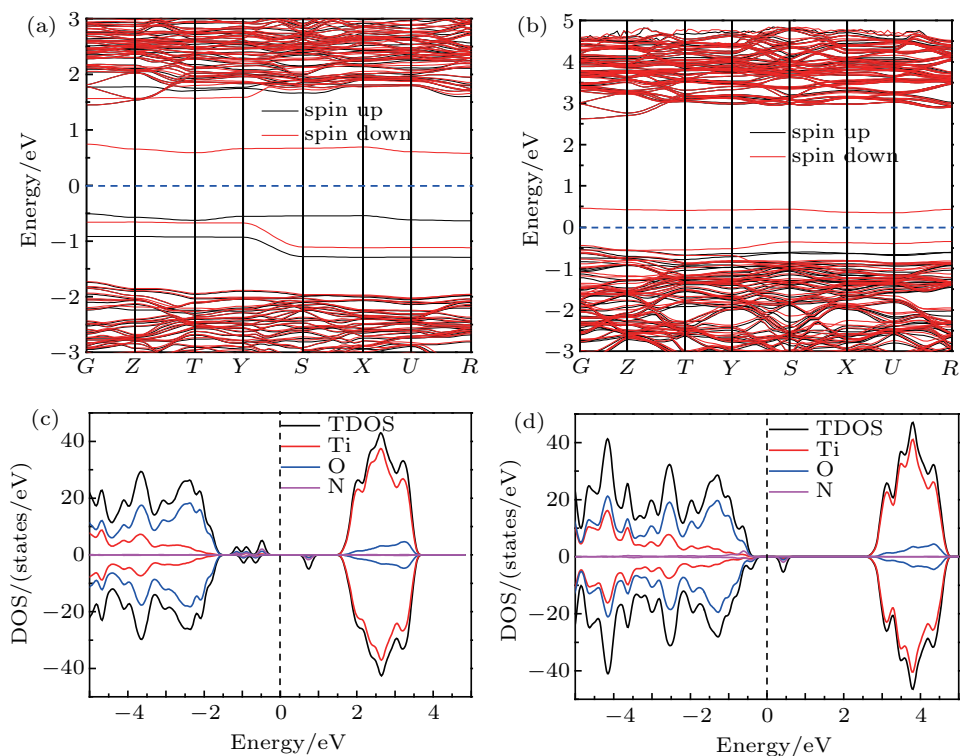 (a)
3
2
1
0
−1
−2
−3
Energy/eV
spin up
spin down
G Z T Y S X U R
(b)
5
4
3
2
1
0
−1
−2
−3
Energy/eV
spin up
spin down
G Z T Y S X U R
(c)
40
20
0
−20
−40
DOS/(states/eV)
TDOS
Ti
O
N
−4 −2 0 2 4
Energy/eV
(d)
40
20
0
−20
−40
DOS/(states/eV)
TDOS
Ti
O
N
−4 −2 0 2 4
Energy/eV